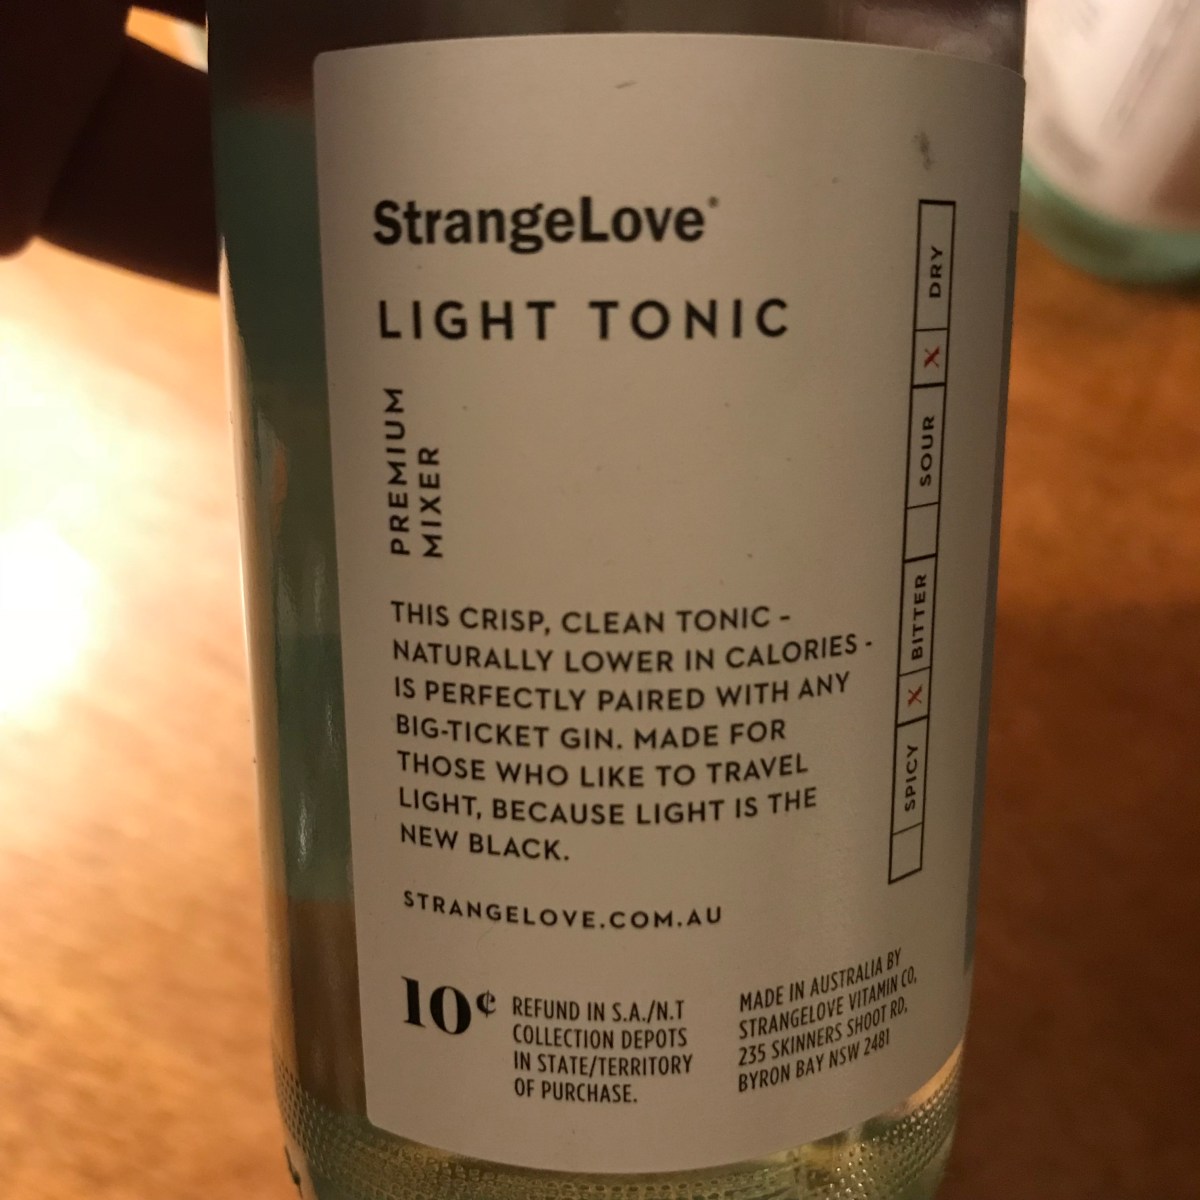 StrangeLove®
LIGHT TONIC
PREMIUM
MIXER
THIS CRISP, CLEAN TONIC -
NATURALLY LOWER IN CALORIES -
IS PERFECTLY PAIRED WITH ANY
BIG-TICKET GIN. MADE FOR
THOSE WHO LIKE TO TRAVEL
LIGHT, BECAUSE LIGHT IS THE
NEW BLACK.
STRANGELOVE.COM.AU
10¢
REFUND IN S.A./N.T
COLLECTION DEPOTS
IN STATE/TERRITORY
OF PURCHASE.
MADE IN AUSTRALIA BY
STRANGELOVE VITAMIN CO,
235 SKINNERS SHOOT RD,
BYRON BAY NSW 2481
SPICY X BITTER SOUR X DRY